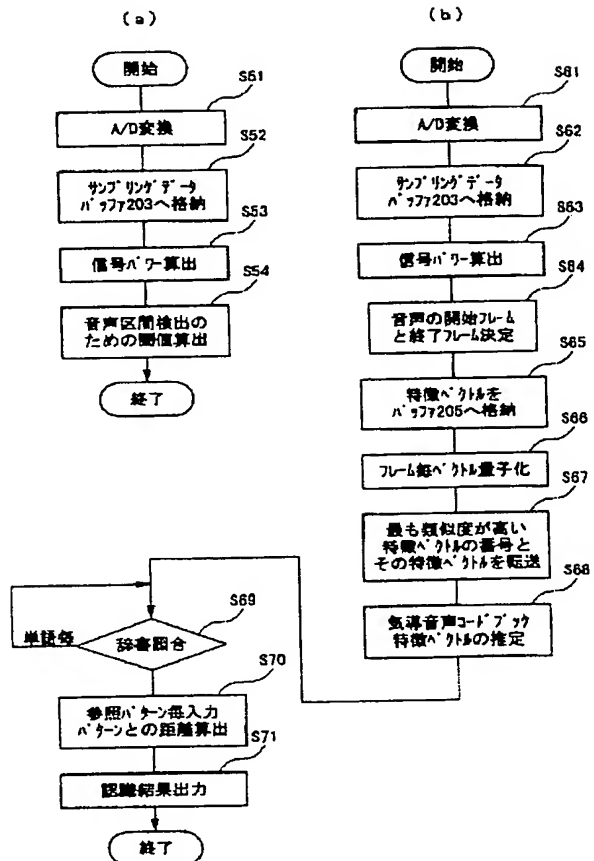 (a)
開始
S51
A/D変換
S52
サンプリングデータ
バッファ203へ格納
S53
信号パワー算出
S54
音声区間検出の
ための閾値算出
終了
(b)
開始
S61
A/D変換
S62
サンプリングデータ
バッファ203へ格納
S63
信号パワー算出
S64
音声の開始フレーム
と終了フレーム決定
S65
特徴ベクトルを
バッファ205へ格納
S66
フレーム毎ベクトル量子化
S67
最も類似度が高い
特徴ベクトルの番号と
その特徴ベクトルを転送
S68
気導音声コードブック
特徴ベクトルの推定
S69
単語毎
辞書照合
S70
参照パターン毎入力
パターンとの距離算出
S71
認識結果出力
終了